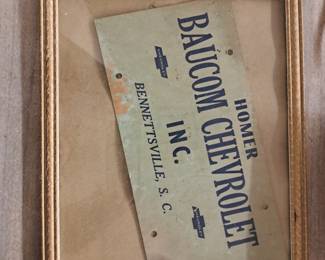 HOMER
BAUCOM CHEVROLET
INC.
BENNETTSVILLE, S. C.